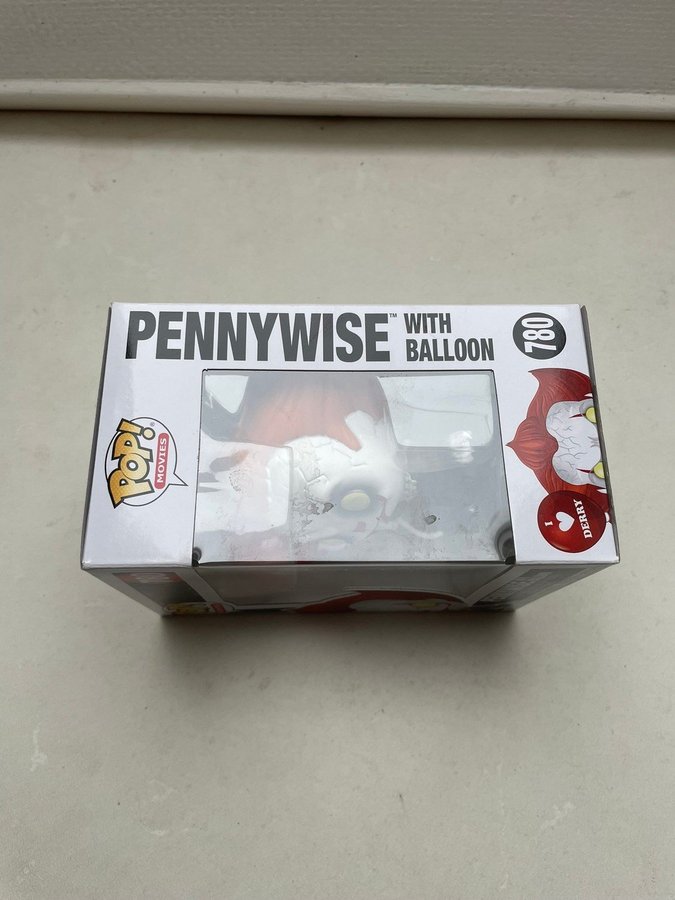 PENNYWISE™ WITH
BALLOON
780
POP!
MOVIES
I
DERRY